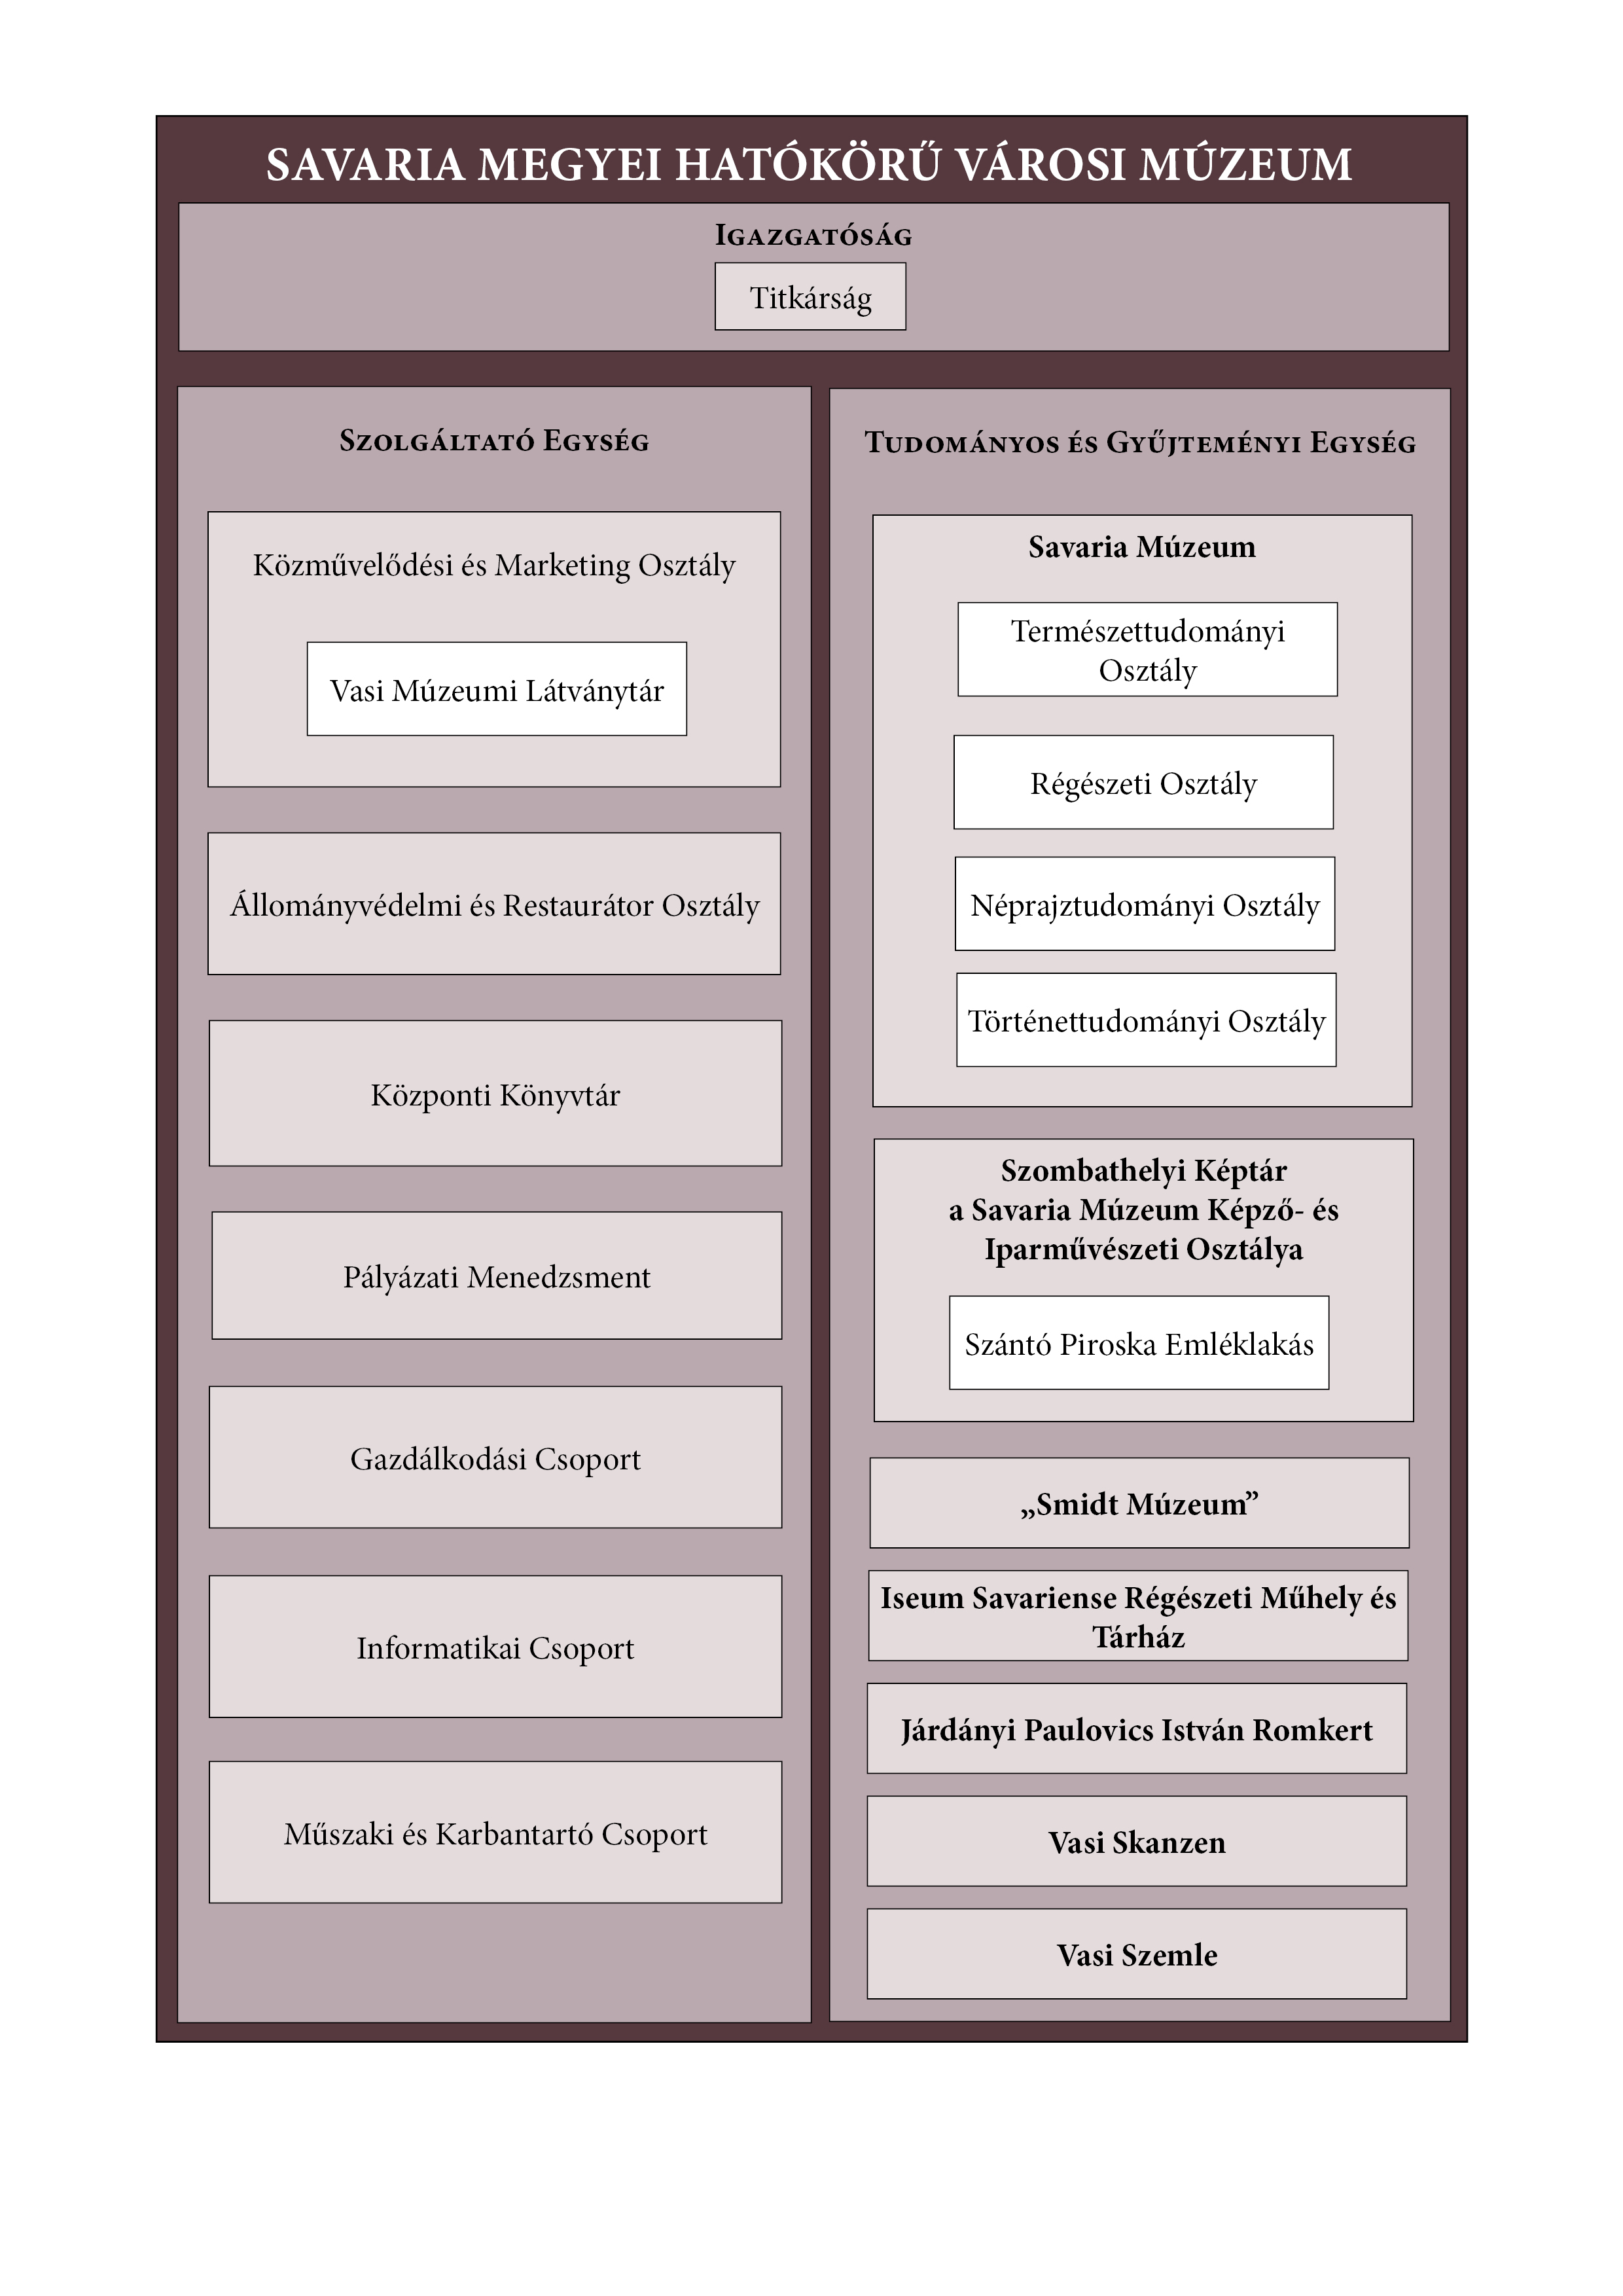 SAVARIA MEGYEI HATÓKÖRŰ VÁROSI MÚZEUM
Igazgatóság
Titkárság
Szolgáltató Egység
Közművelődési és Marketing Osztály
Vasi Múzeumi Látványtár
Állományvédelmi és Restaurátor Osztály
Központi Könyvtár
Pályázati Menedzsment
Gazdálkodási Csoport
Informatikai Csoport
Műszaki és Karbantartó Csoport
Tudományos és Gyűjteményi Egység
Savaria Múzeum
Természettudományi
Osztály
Régészeti Osztály
Néprajztudományi Osztály
Történettudományi Osztály
Szombathelyi Képtár
a Savaria Múzeum Képző- és
Iparművészeti Osztálya
Szántó Piroska Emléklakás
„Smidt Múzeum”
Iseum Savariense Régészeti Műhely és
Tárház
Járdányi Paulovics István Romkert
Vasi Skanzen
Vasi Szemle